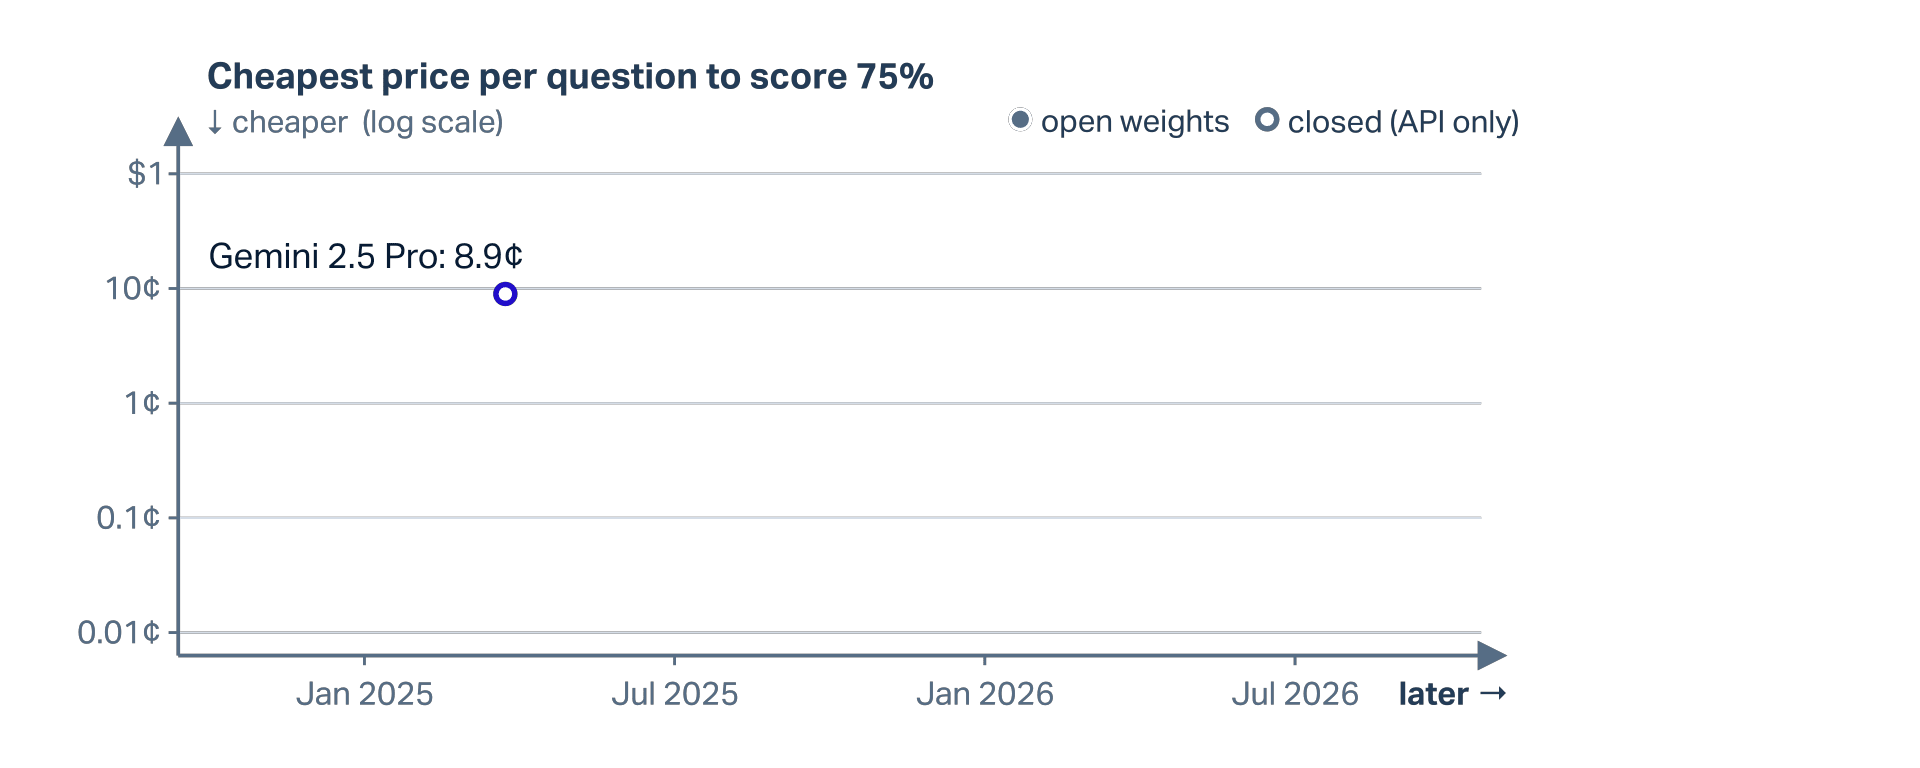 Cheapest price per question to score 75%
↓ cheaper (log scale)
open weights
closed (API only)
$1
Gemini 2.5 Pro: 8.9¢
10¢
1¢
0.1¢
0.01¢
Jan 2025
Jul 2025
Jan 2026
Jul 2026
later →